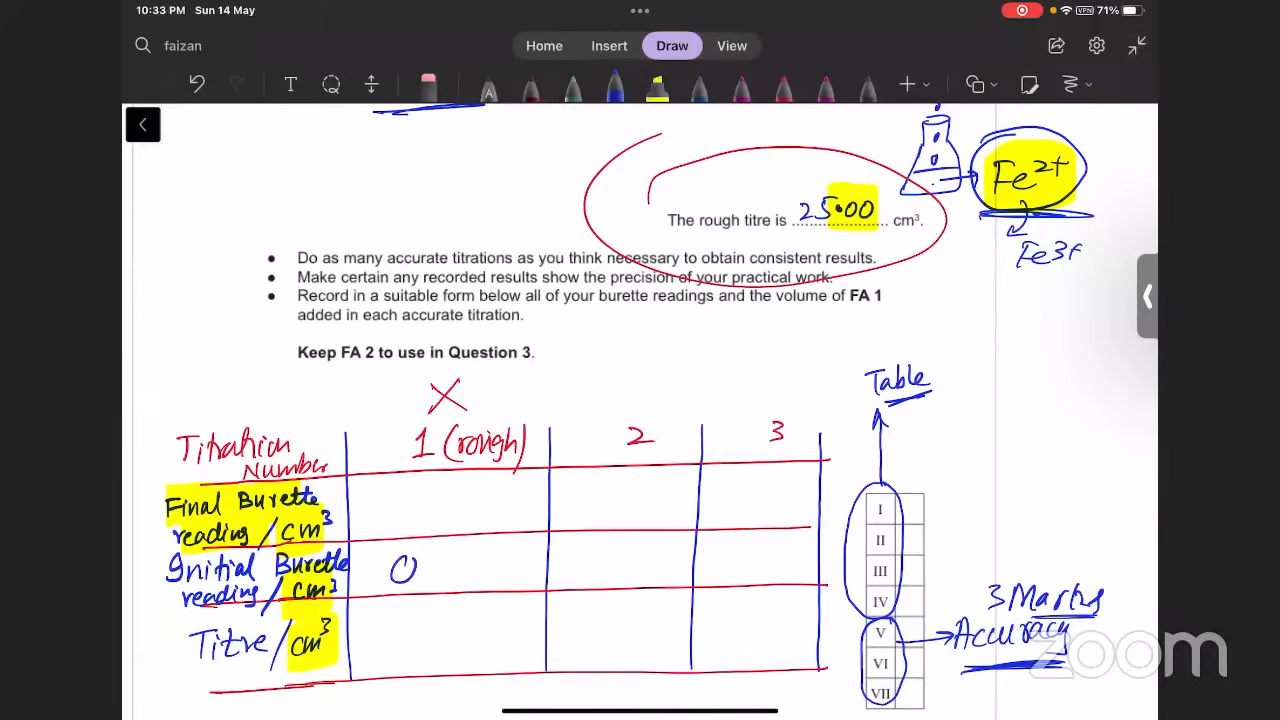 10:33 PM Sun 14 May
VPN 71%
faizan
Home Insert Draw View
T A
The rough titre is 25.00 cm³.
Fe²⁺
Fe3+
• Do as many accurate titrations as you think necessary to obtain consistent results.
• Make certain any recorded results show the precision of your practical work.
• Record in a suitable form below all of your burette readings and the volume of FA 1
added in each accurate titration.
Keep FA 2 to use in Question 3.
Table
Titration
Number
1 (rough) 2 3
Final Burette
reading / cm³
Initial Burette
reading / cm³
0
Titre / cm³
I
II
III
IV
V
VI
VII
3 Marks
Accuracy
zoom